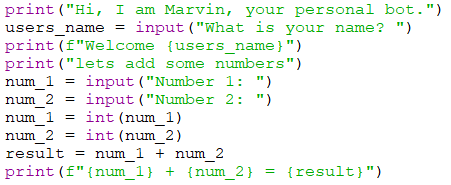 print("Hi, I am Marvin, your personal bot.")
users_name = input("What is your name? ")
print(f"Welcome {users_name}")
print("lets add some numbers")
num_1 = input("Number 1: ")
num_2 = input("Number 2: ")
num_1 = int(num_1)
num_2 = int(num_2)
result = num_1 + num_2
print(f"{num_1} + {num_2} = {result}")